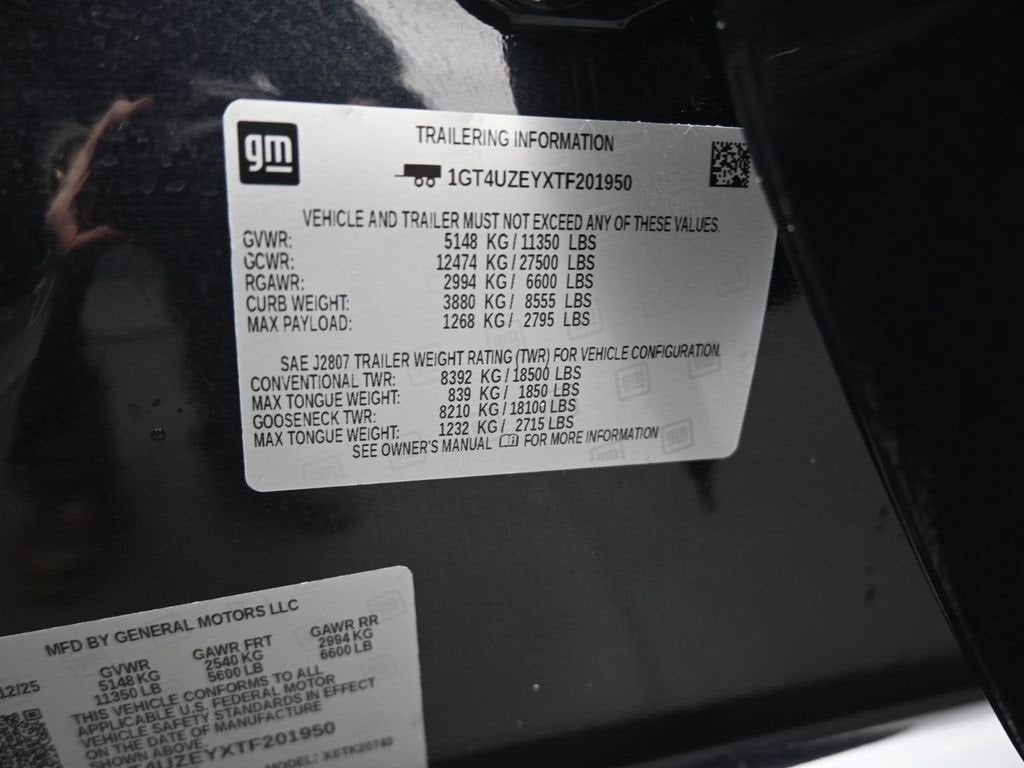 gm
TRAILERING INFORMATION
1GT4UZEYXTF201950
VEHICLE AND TRAILER MUST NOT EXCEED ANY OF THESE VALUES.
GVWR: 5148 KG / 11350 LBS
GCWR: 12474 KG / 27500 LBS
RGAWR: 2994 KG / 6600 LBS
CURB WEIGHT: 3880 KG / 8555 LBS
MAX PAYLOAD: 1268 KG / 2795 LBS
SAE J2807 TRAILER WEIGHT RATING (TWR) FOR VEHICLE CONFIGURATION.
CONVENTIONAL TWR: 8392 KG / 18500 LBS
MAX TONGUE WEIGHT: 839 KG / 1850 LBS
GOOSENECK TWR: 8210 KG / 18100 LBS
MAX TONGUE WEIGHT: 1232 KG / 2715 LBS
SEE OWNER'S MANUAL FOR MORE INFORMATION
MFD BY GENERAL MOTORS LLC
GVWR GAWR FRT GAWR RR
12/25 5148 KG 2540 KG 2994 KG
11350 LB 5600 LB 6600 LB
THIS VEHICLE CONFORMS TO ALL
APPLICABLE U.S. FEDERAL MOTOR
VEHICLE SAFETY STANDARDS IN EFFECT
ON THE DATE OF MANUFACTURE
SHOWN ABOVE.
T4UZEYXTF201950
MODEL: X0TK20743